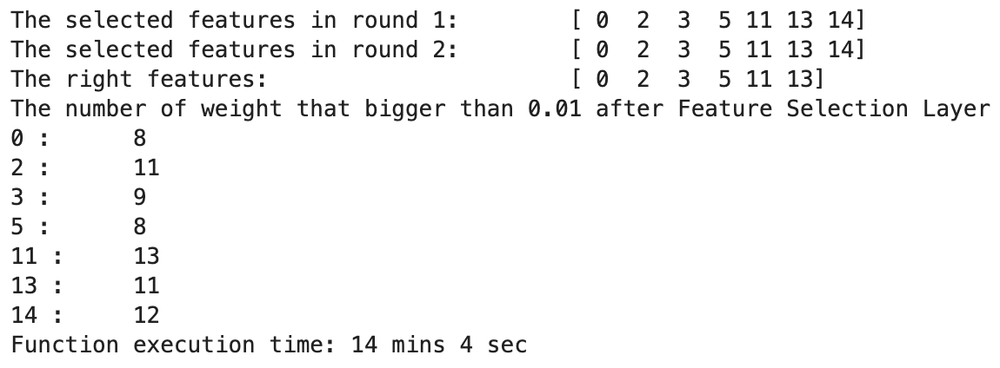 The selected features in round 1: [ 0 2 3 5 11 13 14]
The selected features in round 2: [ 0 2 3 5 11 13 14]
The right features: [ 0 2 3 5 11 13]
The number of weight that bigger than 0.01 after Feature Selection Layer
0 : 8
2 : 11
3 : 9
5 : 8
11 : 13
13 : 11
14 : 12
Function execution time: 14 mins 4 sec